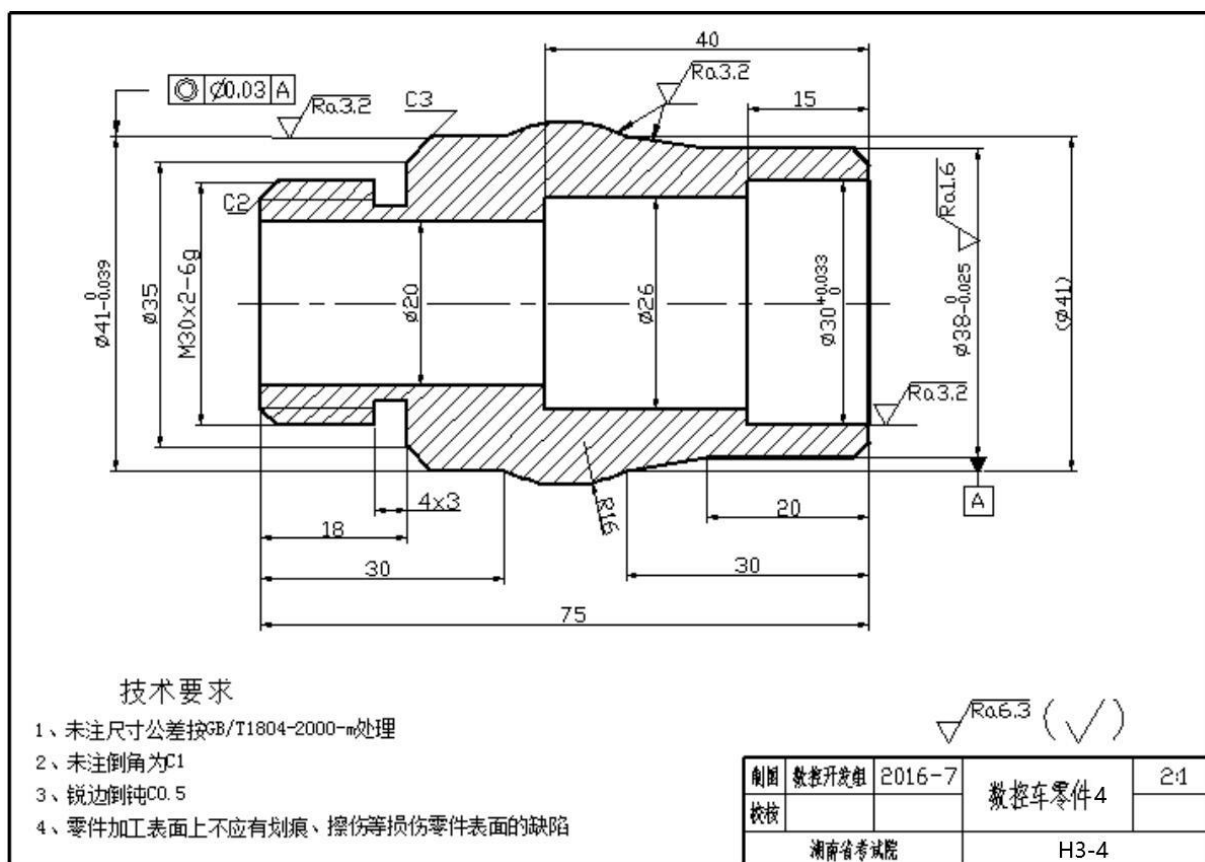 40
◎ Ø0.03 A
Ra3.2
C3
Ra3.2
15
C2
Ø41 0 -0.039
Ø35
M30x2-6g
Ø20
Ø26
Ø30 +0.033 0
Ra1.6
Ø38 0 -0.025
(Ø41)
Ra3.2
A
4x3
R16
20
18
30
30
75
技术要求
1、未注尺寸公差按GB/T1804-2000-m处理
2、未注倒角为C1
3、锐边倒钝C0.5
4、零件加工表面上不应有划痕、擦伤等损伤零件表面的缺陷
Ra6.3 (√)
制图 数控开发组 2016-7 数控车零件4 2:1
校核
湖南省考试院 H3-4